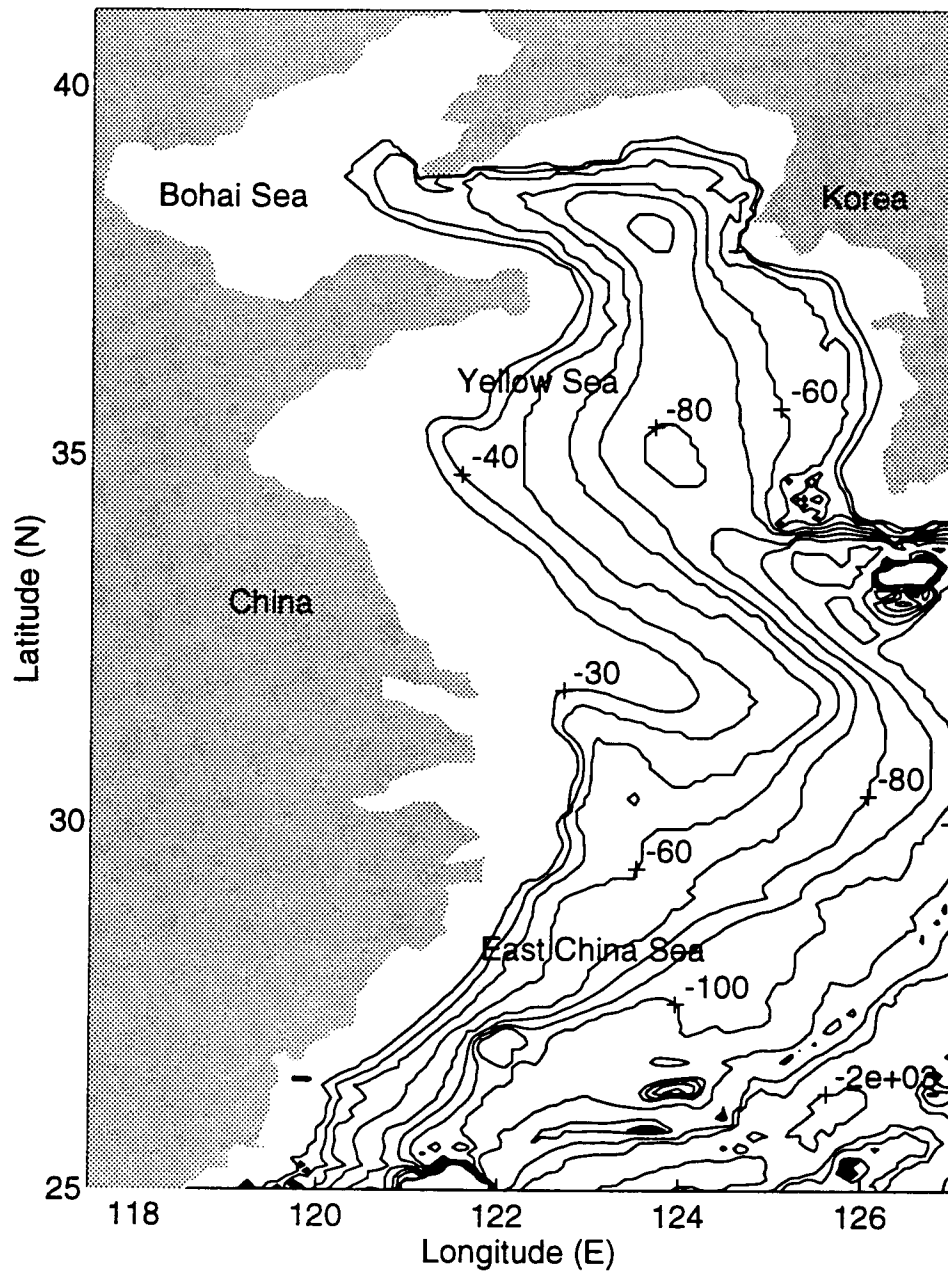 40
Bohai Sea
Korea
Yellow Sea
-60
-80
35
-40
Latitude (N)
China
-30
-80
30
-60
East China Sea
-100
-2e+03
25
118
120
122
124
126
Longitude (E)